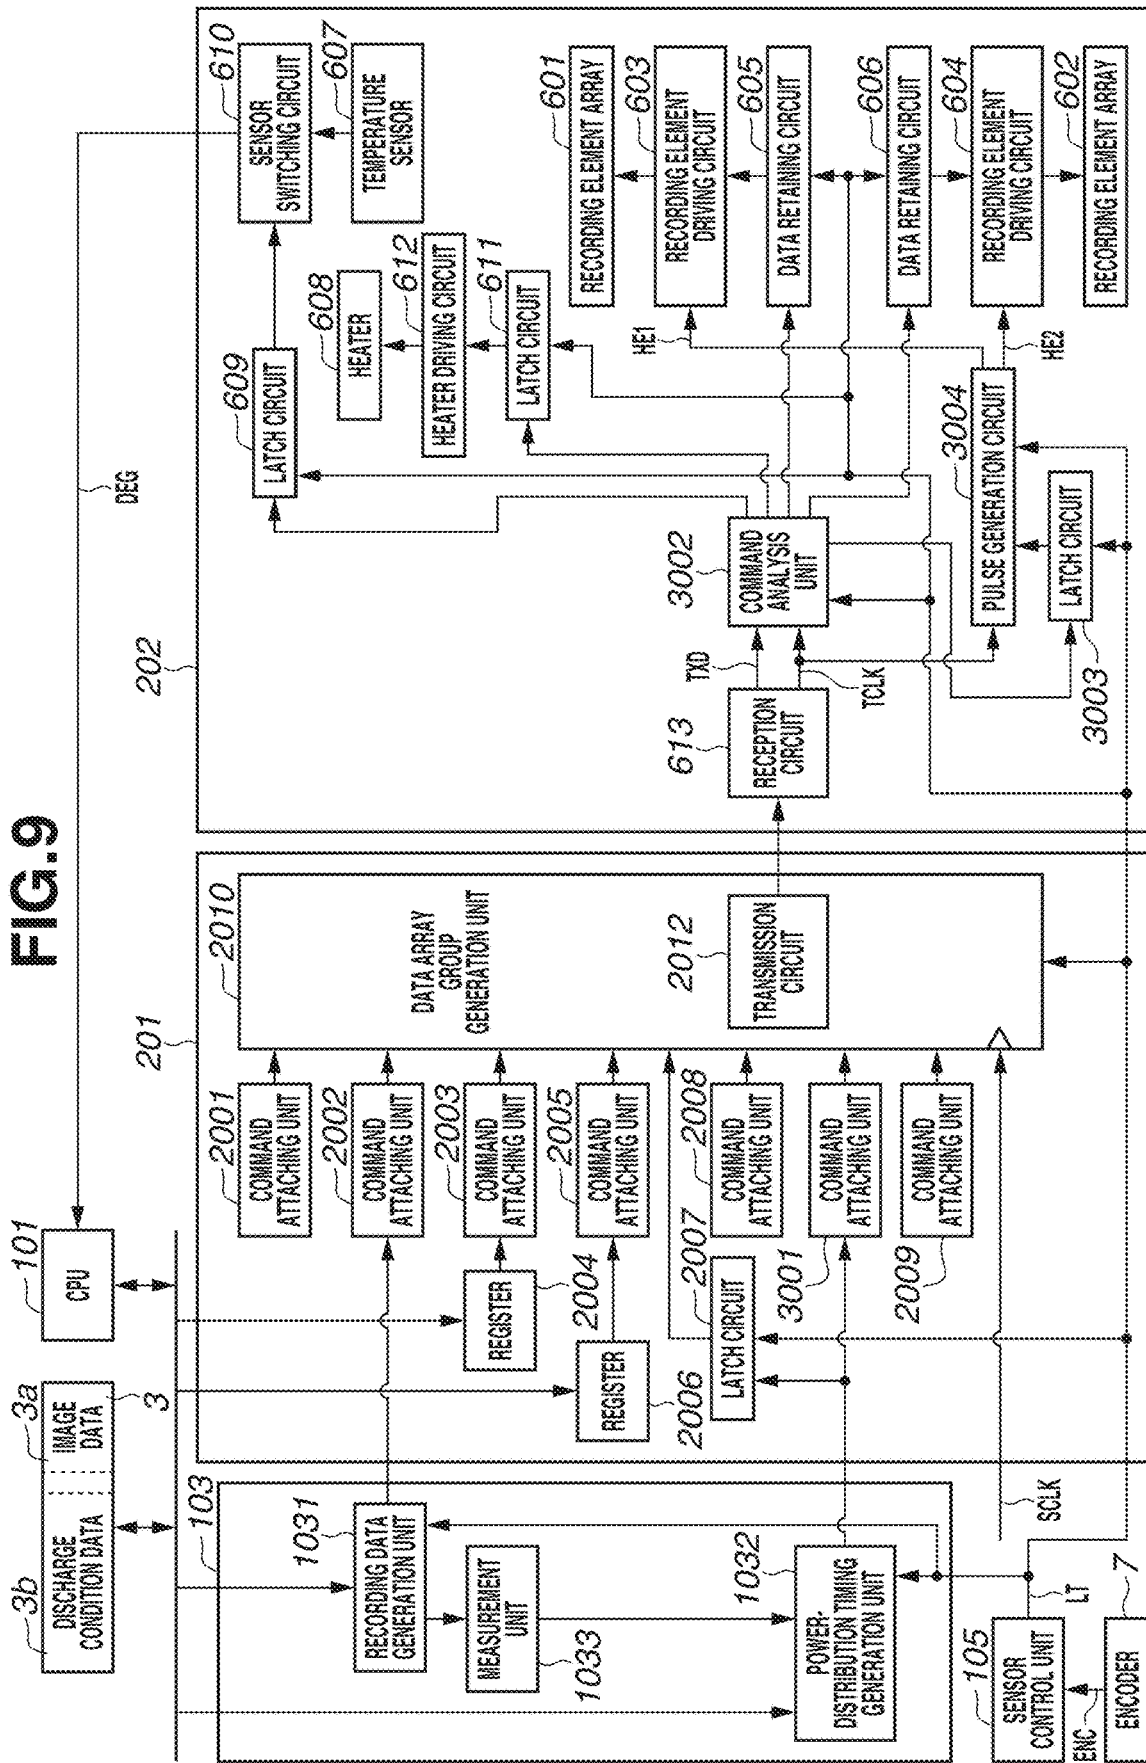 FIG.9
3b
DISCHARGE
CONDITION DATA
3a
IMAGE
DATA
3
101
CPU
DEG
103
1031
RECORDING DATA
GENERATION UNIT
MEASUREMENT
UNIT
1033
1032
POWER-
DISTRIBUTION TIMING
GENERATION UNIT
105
SENSOR
CONTROL UNIT
LT
ENC
7
ENCODER
SCLK
201
2001
COMMAND
ATTACHING UNIT
2002
COMMAND
ATTACHING UNIT
2003
COMMAND
ATTACHING UNIT
REGISTER
2004
2005
COMMAND
ATTACHING UNIT
REGISTER
2006
2007
LATCH CIRCUIT
2008
COMMAND
ATTACHING UNIT
3001
COMMAND
ATTACHING UNIT
2009
COMMAND
ATTACHING UNIT
2010
DATA ARRAY
GROUP
GENERATION UNIT
2012
TRANSMISSION
CIRCUIT
202
613
RECEPTION
CIRCUIT
TXD
TCLK
3002
COMMAND
ANALYSIS
UNIT
3003
LATCH CIRCUIT
3004
PULSE GENERATION CIRCUIT
HE1
HE2
609
LATCH CIRCUIT
610
SENSOR
SWITCHING CIRCUIT
607
TEMPERATURE
SENSOR
608
HEATER
612
HEATER DRIVING CIRCUIT
611
LATCH CIRCUIT
601
RECORDING ELEMENT ARRAY
603
RECORDING ELEMENT
DRIVING CIRCUIT
605
DATA RETAINING CIRCUIT
606
DATA RETAINING CIRCUIT
604
RECORDING ELEMENT
DRIVING CIRCUIT
602
RECORDING ELEMENT ARRAY